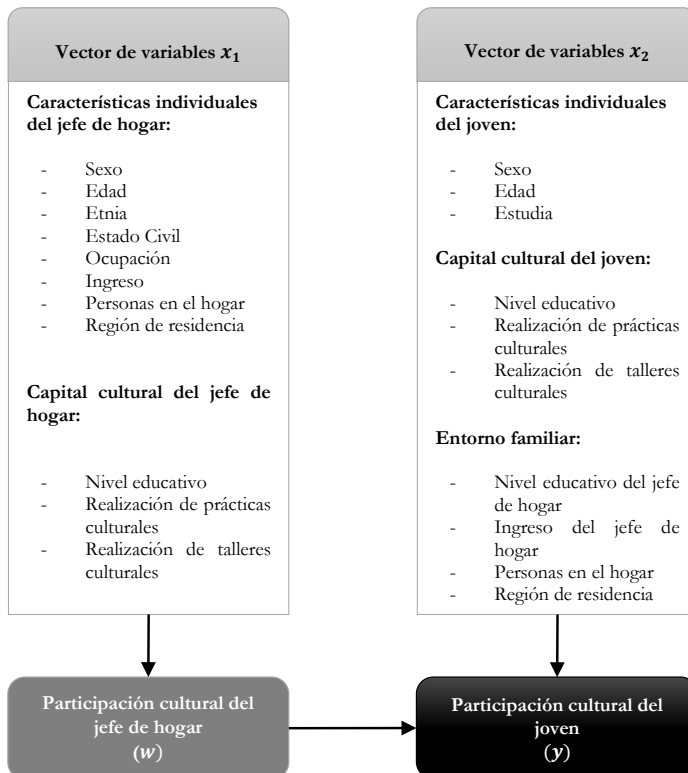 Vector de variables x₁
Características individuales
del jefe de hogar:
- Sexo
- Edad
- Etnia
- Estado Civil
- Ocupación
- Ingreso
- Personas en el hogar
- Región de residencia
Capital cultural del jefe de
hogar:
- Nivel educativo
- Realización de prácticas
culturales
- Realización de talleres
culturales
Participación cultural del
jefe de hogar
(w)
Vector de variables x₂
Características individuales
del joven:
- Sexo
- Edad
- Estudia
Capital cultural del joven:
- Nivel educativo
- Realización de prácticas
culturales
- Realización de talleres
culturales
Entorno familiar:
- Nivel educativo del jefe
de hogar
- Ingreso del jefe de
hogar
- Personas en el hogar
- Región de residencia
Participación cultural del
joven
(y)